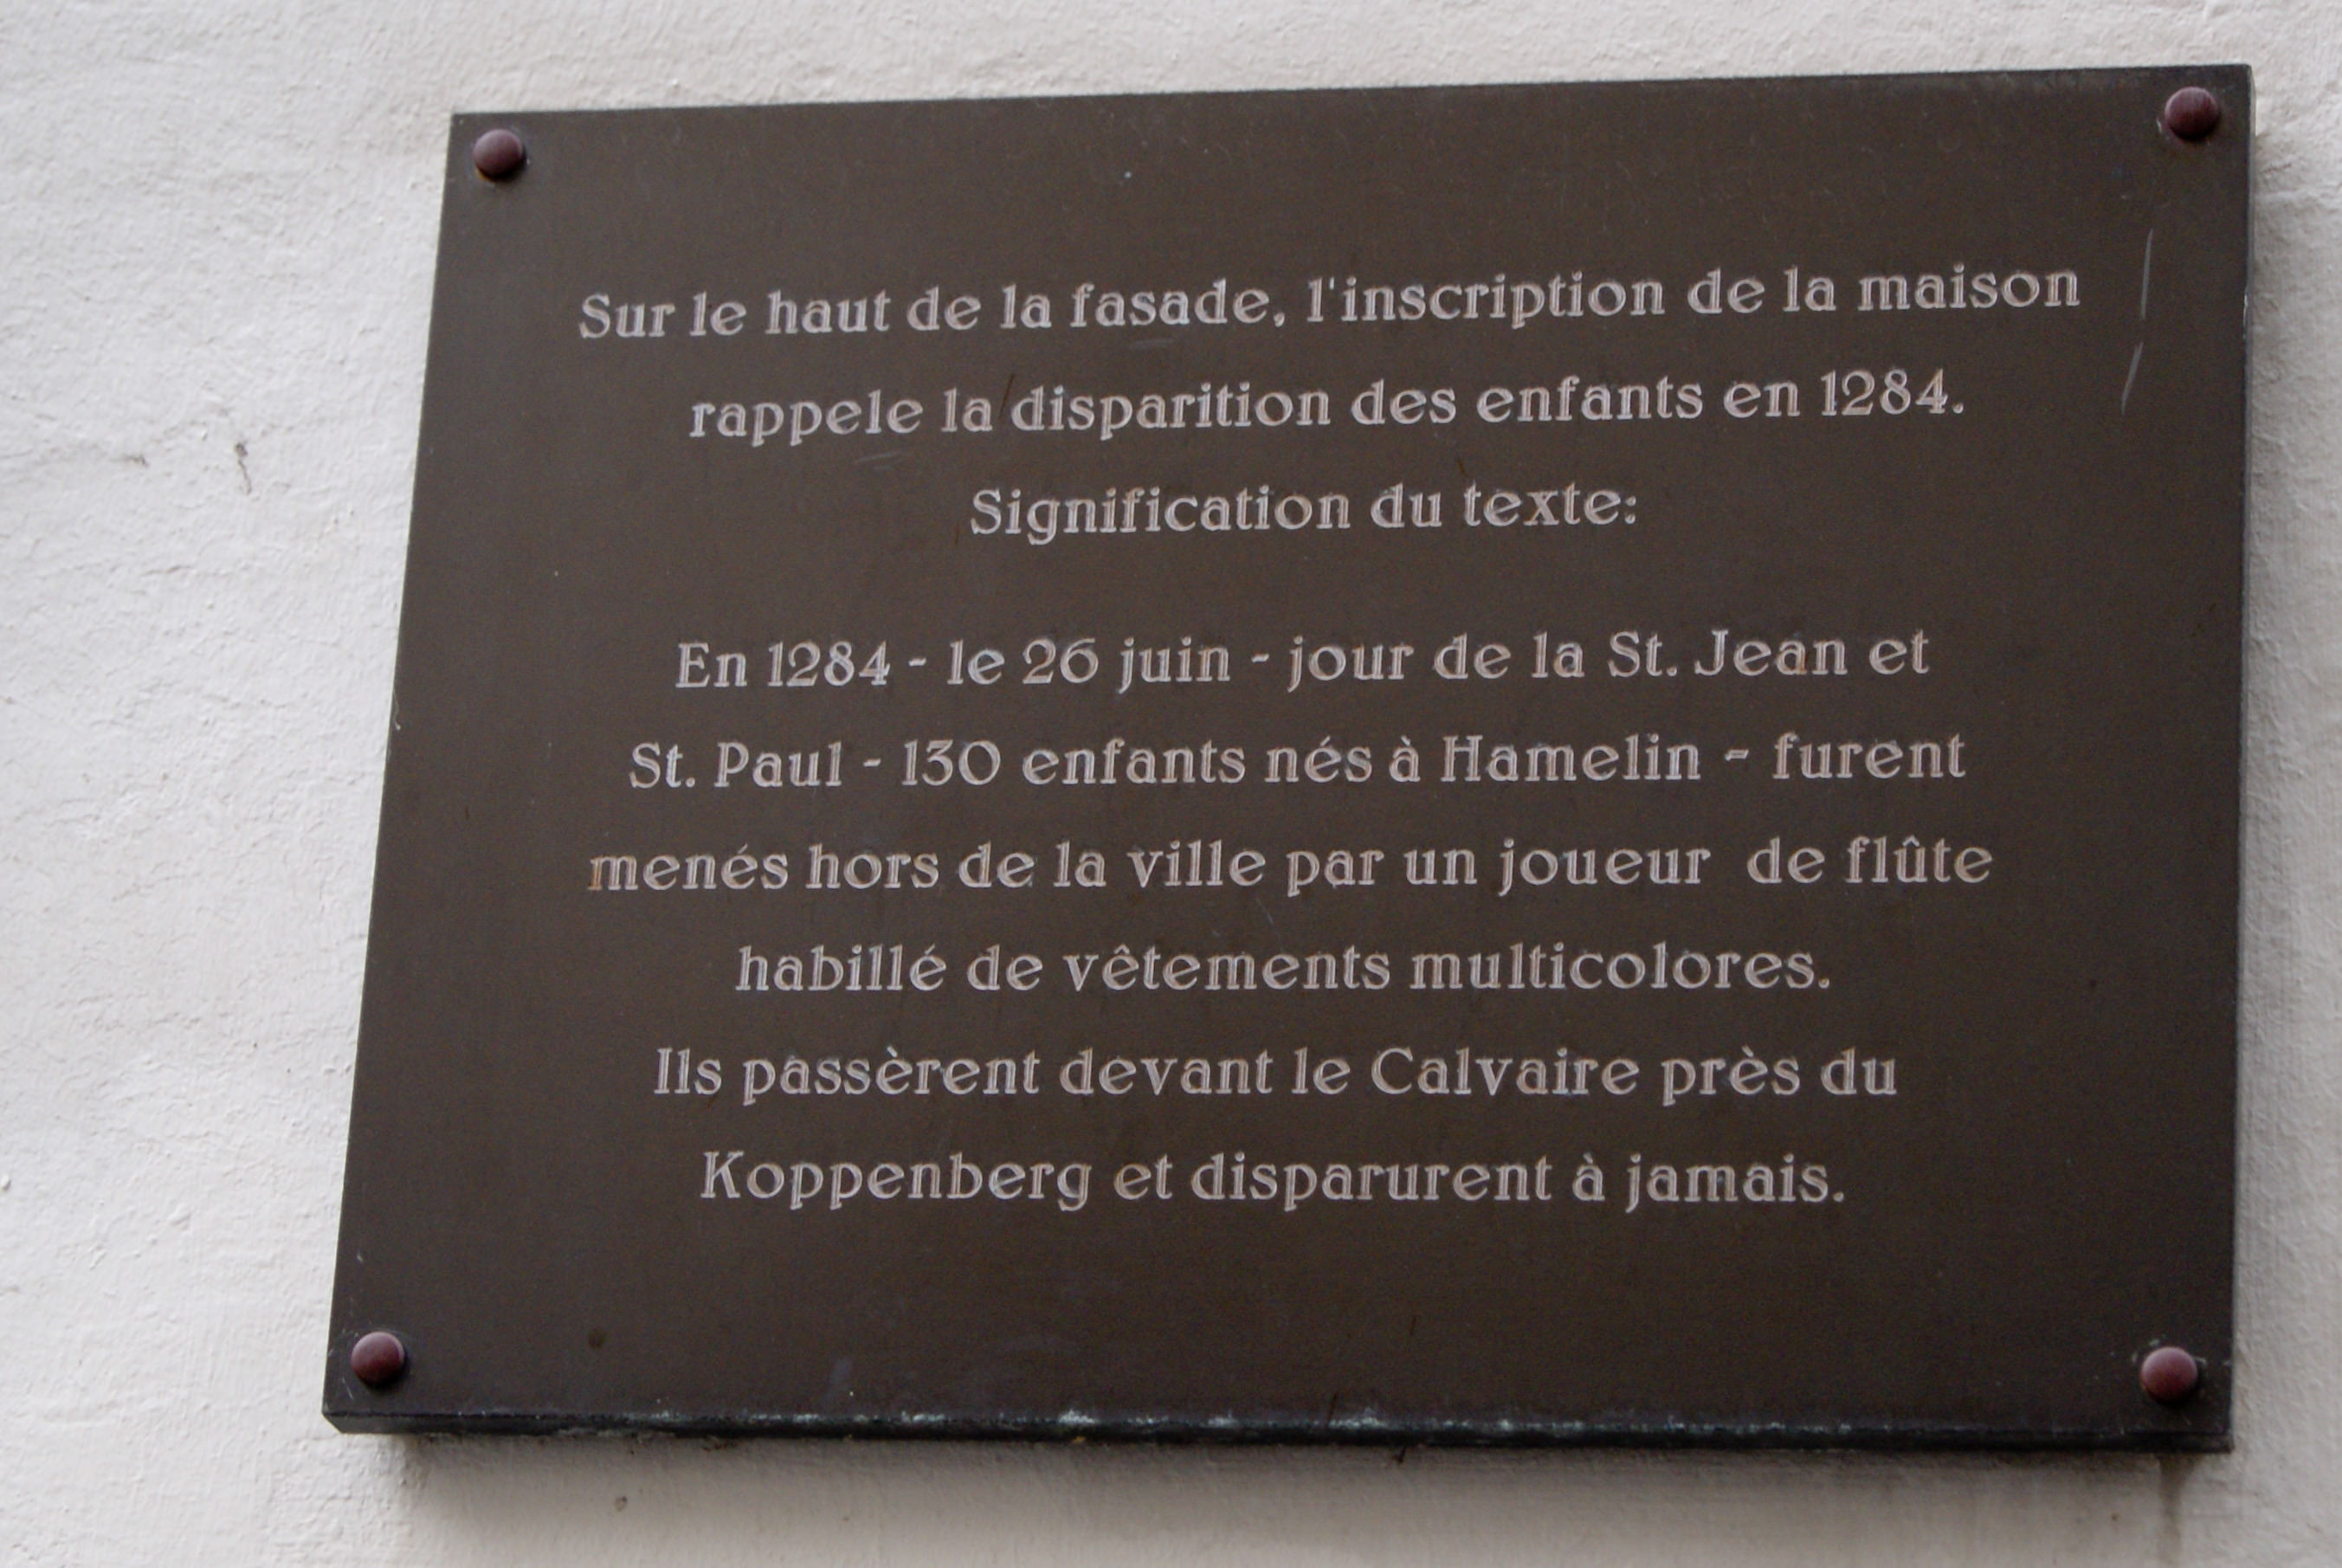 Sur le haut de la fasade, l'inscription de la maison
rappele la disparition des enfants en 1284.
Signification du texte:
En 1284 - le 26 juin - jour de la St. Jean et
St. Paul - 130 enfants nés à Hamelin - furent
menés hors de la ville par un joueur de flûte
habillé de vêtements multicolores.
Ils passèrent devant le Calvaire près du
Koppenberg et disparurent à jamais.